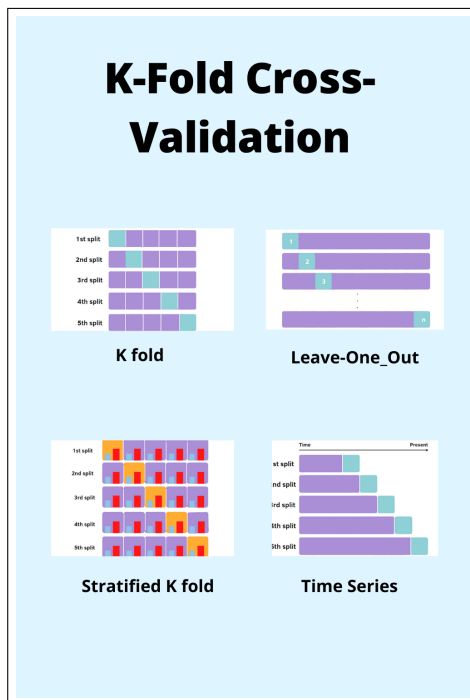 K-Fold Cross-
Validation
1st split
2nd split
3rd split
4th split
5th split
K fold
1
2
3
n
Leave-One_Out
1st split
2nd split
3rd split
4th split
5th split
Stratified K fold
Time
Present
st split
nd split
rd split
4th split
5th split
Time Series